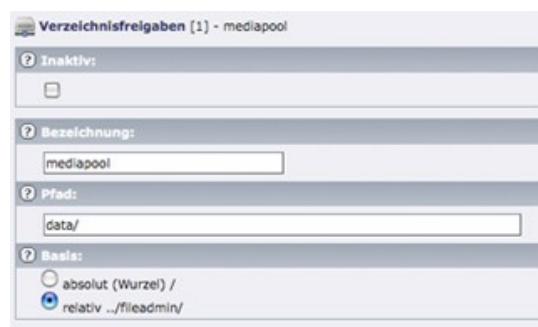 Verzeichnisfreigaben [1] - mediapool
Inaktiv:
Bezeichnung:
mediapool
Pfad:
data/
Basis:
absolut (Wurzel) /
relativ ../fileadmin/